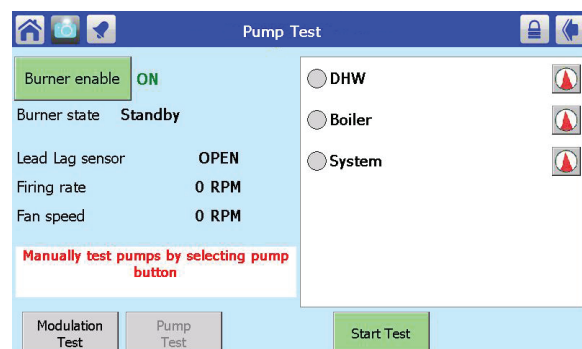 Pump Test
Burner enable ON
Burner state Standby
Lead Lag sensor OPEN
Firing rate 0 RPM
Fan speed 0 RPM
Manually test pumps by selecting pump
button
DHW
Boiler
System
Modulation
Test
Pump
Test
Start Test